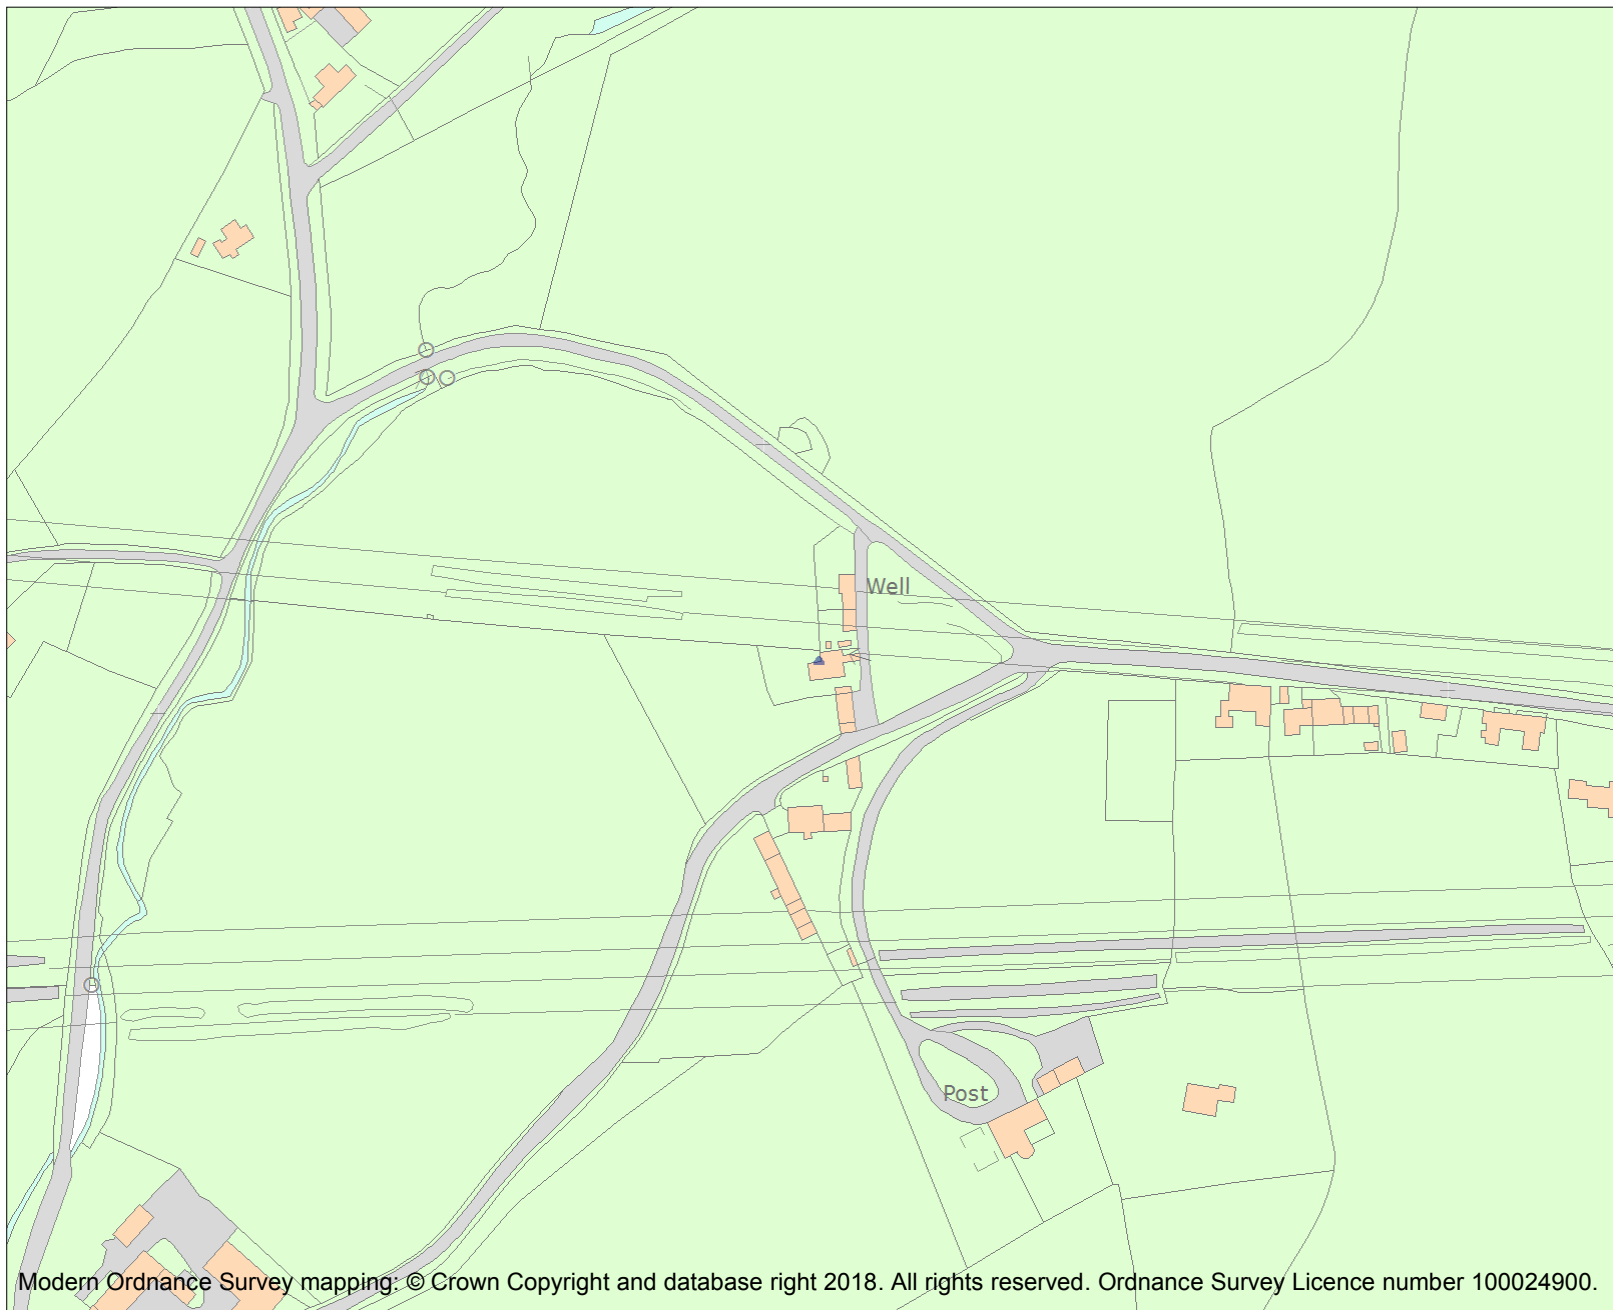 Well
Post
Modern Ordnance Survey mapping: © Crown Copyright and database right 2018. All rights reserved. Ordnance Survey Licence number 100024900.